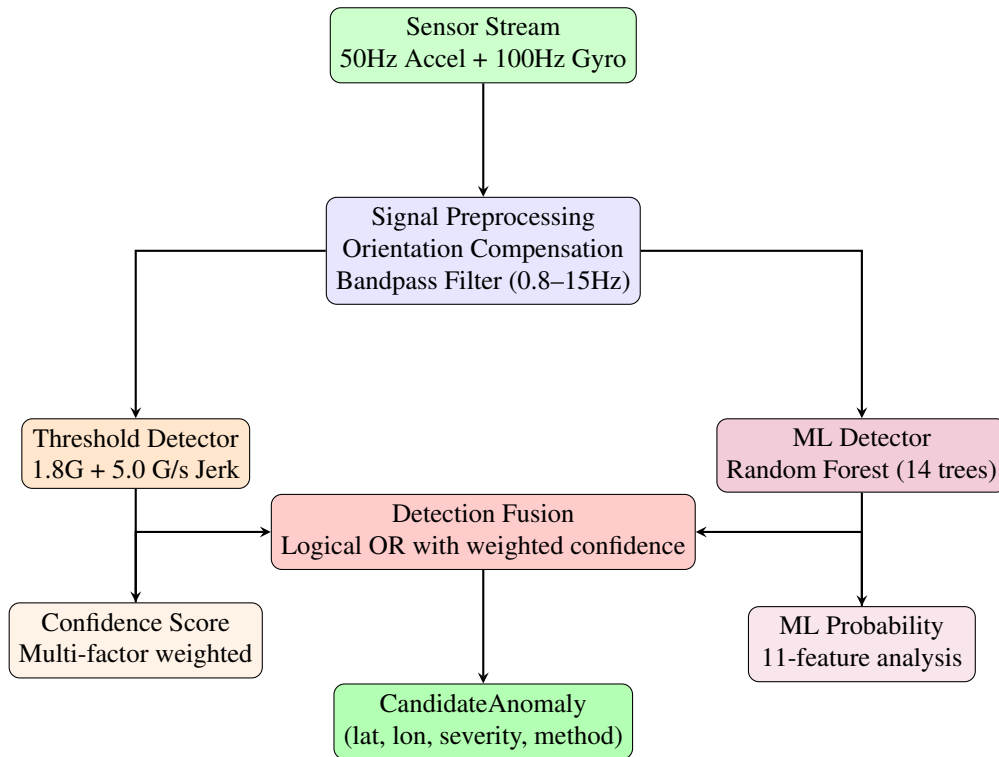 Sensor Stream
50Hz Accel + 100Hz Gyro
Signal Preprocessing
Orientation Compensation
Bandpass Filter (0.8–15Hz)
Threshold Detector
1.8G + 5.0 G/s Jerk
ML Detector
Random Forest (14 trees)
Detection Fusion
Logical OR with weighted confidence
Confidence Score
Multi-factor weighted
ML Probability
11-feature analysis
CandidateAnomaly
(lat, lon, severity, method)